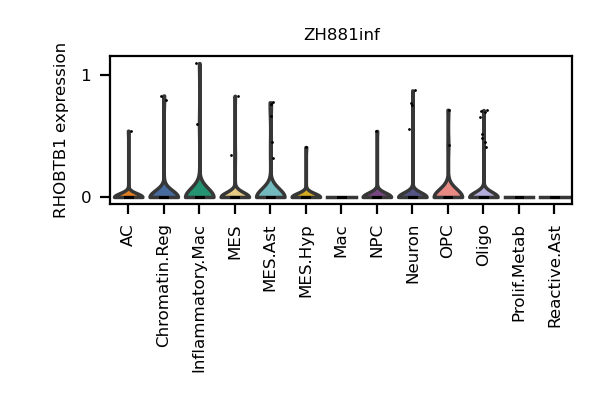 ZH881inf
RHOBTB1 expression
1
0
AC
Chromatin.Reg
Inflammatory.Mac
MES
MES.Ast
MES.Hyp
Mac
NPC
Neuron
OPC
Oligo
Prolif.Metab
Reactive.Ast